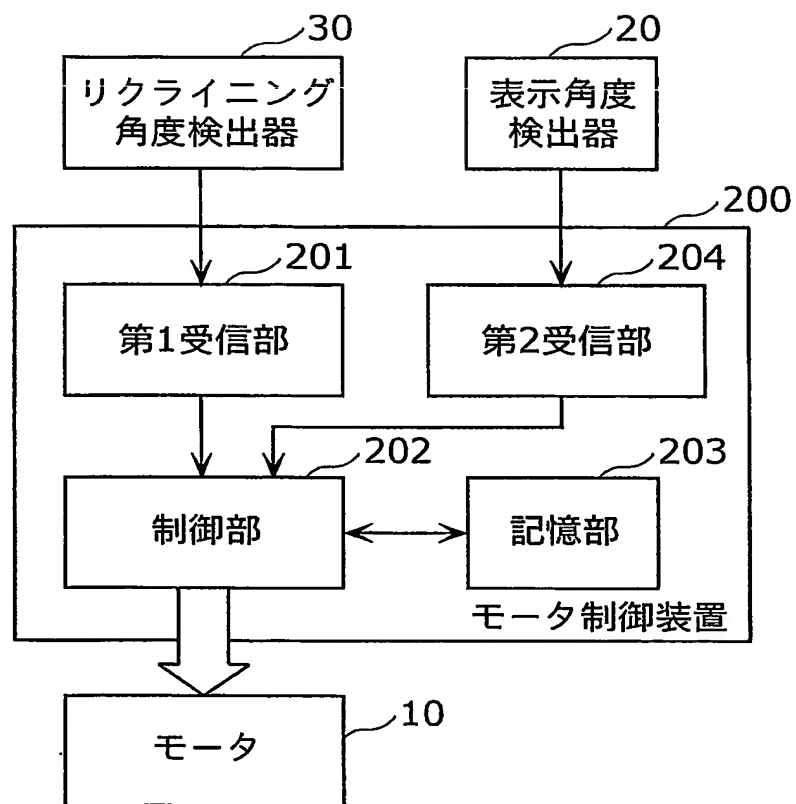 30
20
リクライニング
角度検出器
表示角度
検出器
200
201
204
第1受信部
第2受信部
202
203
制御部
記憶部
モータ制御装置
10
モータ